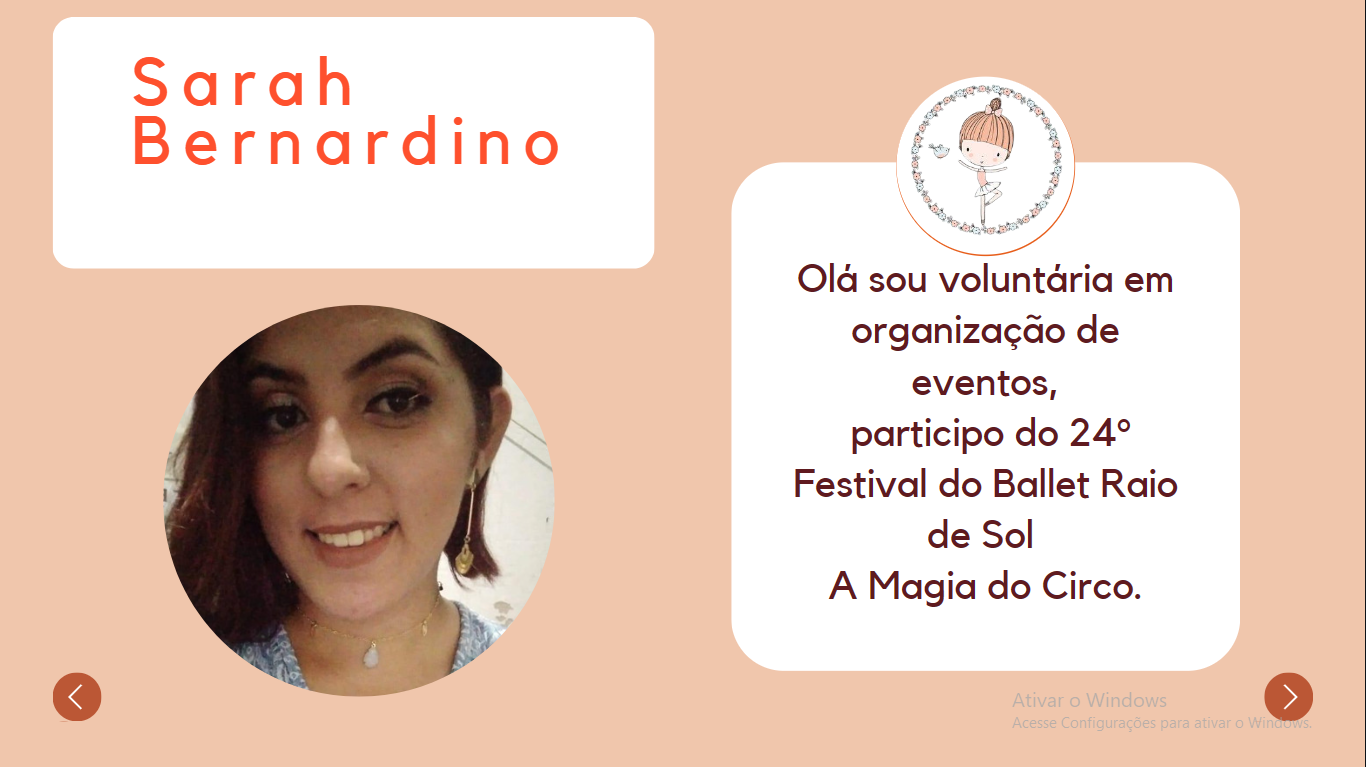 Sarah
Bernardino
Olá sou voluntária em
organização de
eventos,
participo do 24°
Festival do Ballet Raio
de Sol
A Magia do Circo.
Ativar o Windows
Acesse Configurações para ativar o Windows.